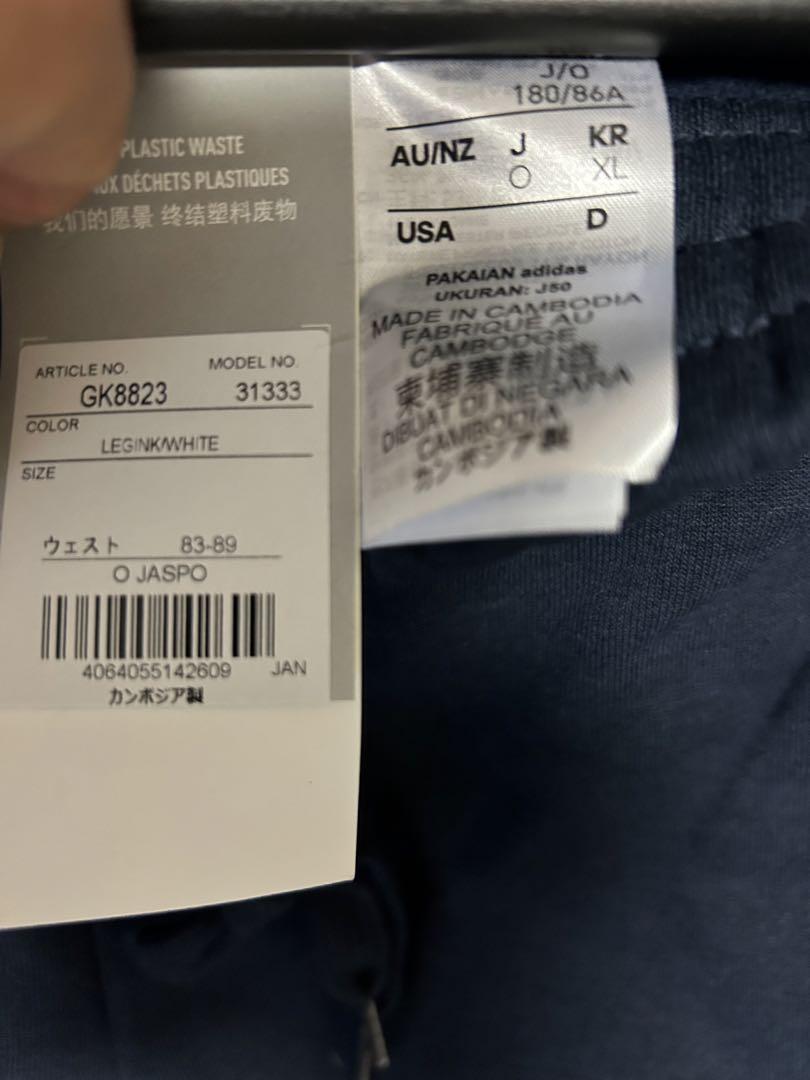 PLASTIC WASTE
AUX DÉCHETS PLASTIQUES
我们的愿景 终结塑料废物
ARTICLE NO.
MODEL NO.
GK8823
31333
COLOR
LEGINK/WHITE
SIZE
ウェスト 83-89
O JASPO
4064055142609 JAN
カンボジア製
J/O
180/86A
AU/NZ J KR
O XL
USA D
PAKAIAN adidas
UKURAN: J50
MADE IN CAMBODIA
FABRIQUÉ AU
CAMBODGE
柬埔寨制造
DIBUAT DI NEGARA
CAMBODIA
カンボジア製